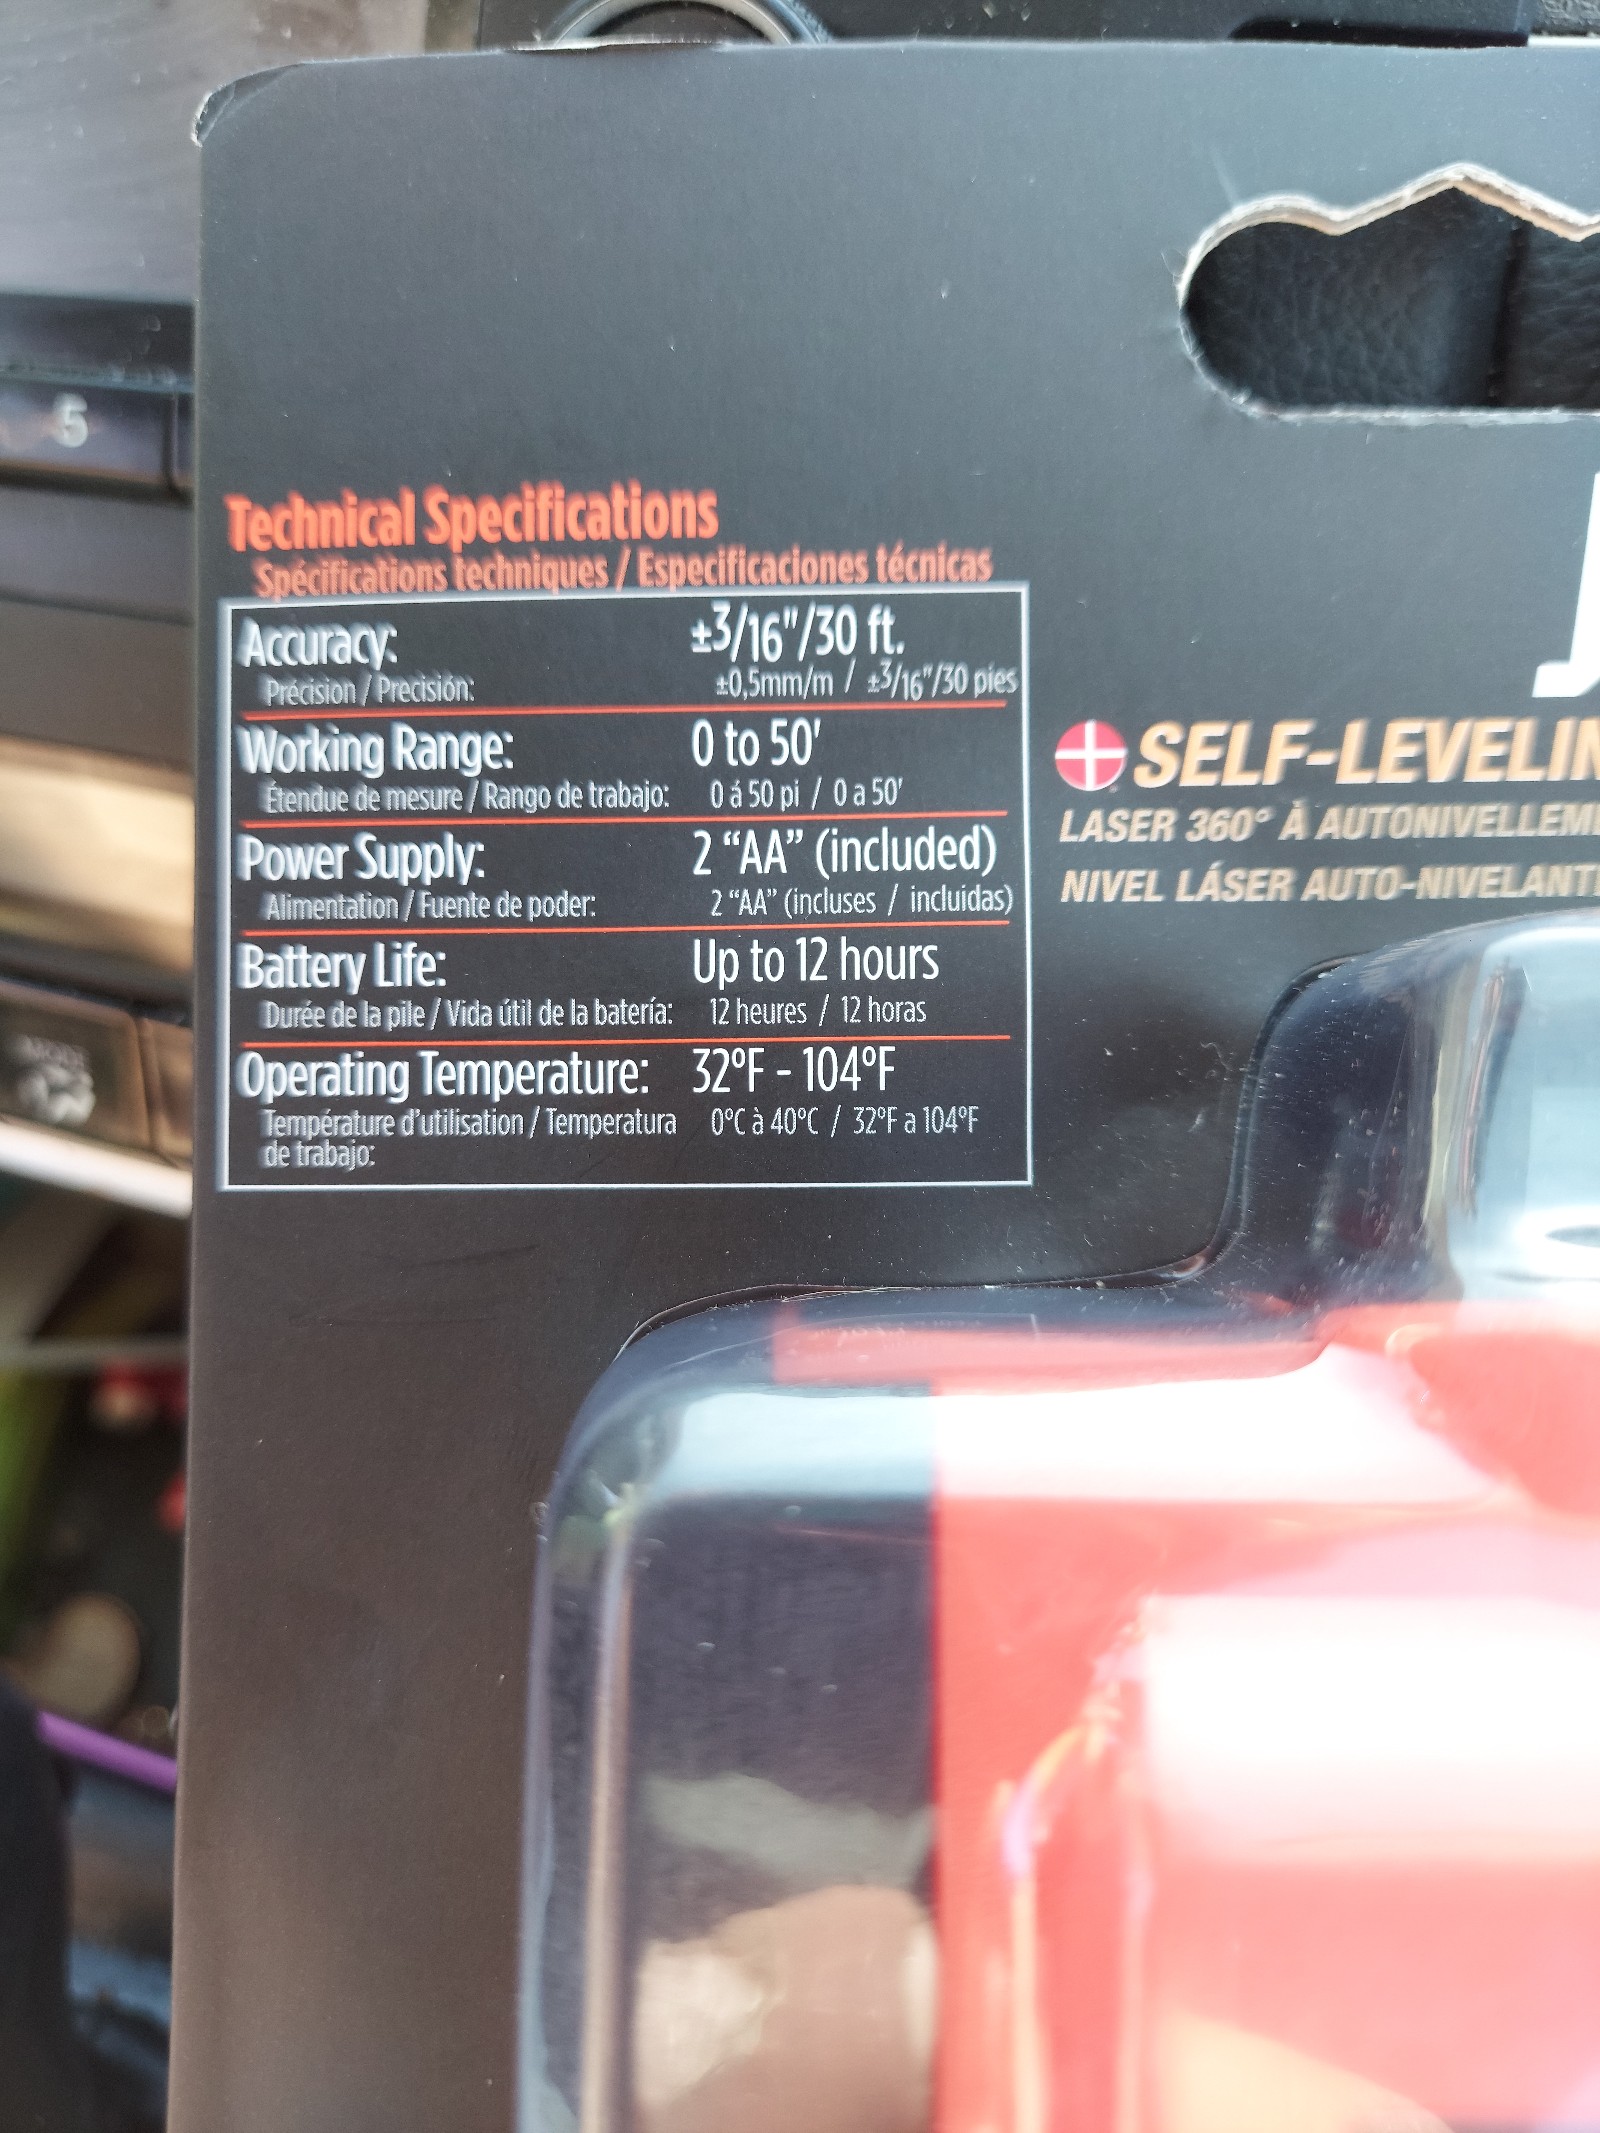 5
Technical Specifications
Spécifications techniques / Especificaciones técnicas
Accuracy: ±3/16"/30 ft.
Précision / Precisión: ±0,5mm/m / ±3/16"/30 pies
Working Range: 0 to 50'
Étendue de mesure / Rango de trabajo: 0 á 50 pi / 0 a 50'
Power Supply: 2 “AA” (included)
Alimentation / Fuente de poder: 2 “AA” (incluses / incluidas)
Battery Life: Up to 12 hours
Durée de la pile / Vida útil de la batería: 12 heures / 12 horas
Operating Temperature: 32°F - 104°F
Température d'utilisation / Temperatura 0°C à 40°C / 32°F a 104°F
de trabajo:
SELF-LEVELIN
LASER 360° À AUTONIVELLEM
NIVEL LÁSER AUTO-NIVELANT
MODE